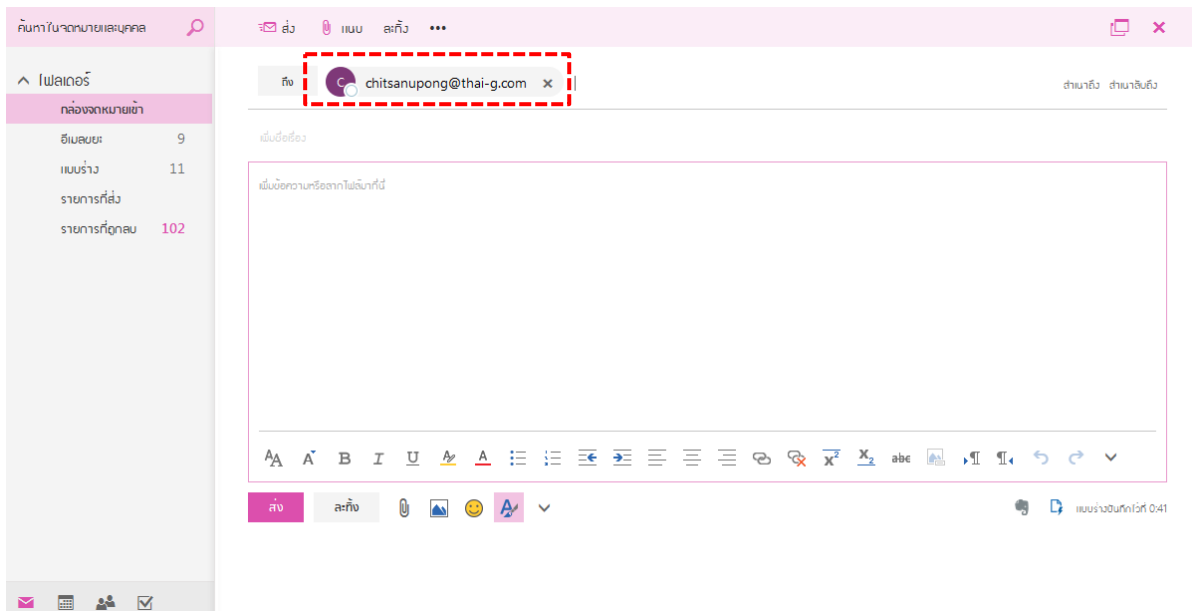 ค้นหาในจดหมายและบุคคล
ส่ง แนบ ละทิ้ง •••
โฟลเดอร์
กล่องจดหมายเข้า
อีเมลขยะ 9
แบบร่าง 11
รายการที่ส่ง
รายการที่ถูกลบ 102
ถึง C chitsanupong@thai-g.com สำเนาถึง สำเนาลับถึง
เพิ่มชื่อเรื่อง
เพิ่มข้อความหรือลากไฟล์มาที่นี่
AA A B I U A A x² X₂ abc
ส่ง ละทิ้ง แบบร่างบันทึกไว้ที่ 0:41